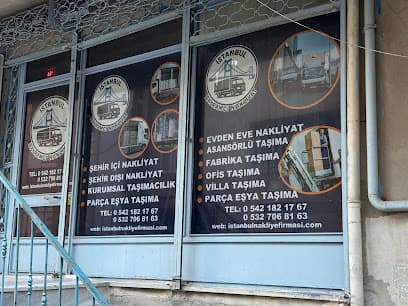 İSTANBUL
İSTANBUL
ŞEHİR İÇİ NAKLİYAT
ŞEHİR DIŞI NAKLİYAT
KURUMSAL TAŞIMACILIK
PARÇA EŞYA TAŞIMA
TEL: 0 542 182 17 67
0 532 706 81 63
web: istanbulnakliyefirmasi.com
İSTANBUL
EVDEN EVE NAKLİYAT
ASANSÖRLÜ TAŞIMA
FABRİKA TAŞIMA
OFİS TAŞIMA
VİLLA TAŞIMA
PARÇA EŞYA TAŞIMA
TEL: 0 542 182 17 67
0 532 706 81 63
web: istanbulnakliyefirmasi.com